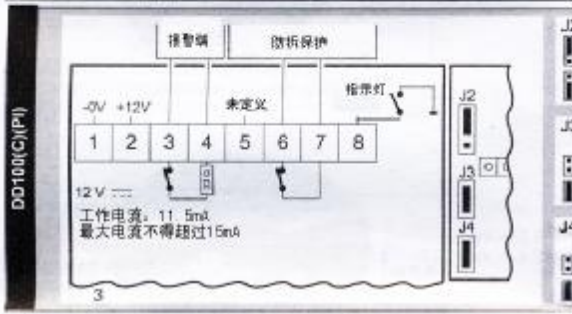 DD100(C)(PI)
报警端 防拆保护
指示灯
-0V +12V 未定义
1 2 3 4 5 6 7 8
12 V
工作电流: 11.5mA
最大电流不得超过15mA
3
J2
J3
J4
J4